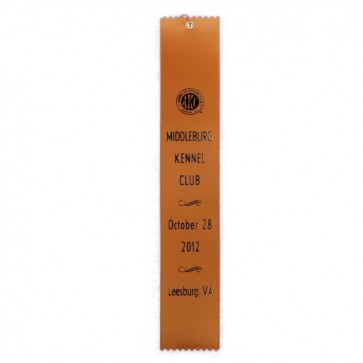 AKC
MIDDLEBURG
KENNEL
CLUB
October 28
2012
Leesburg, VA